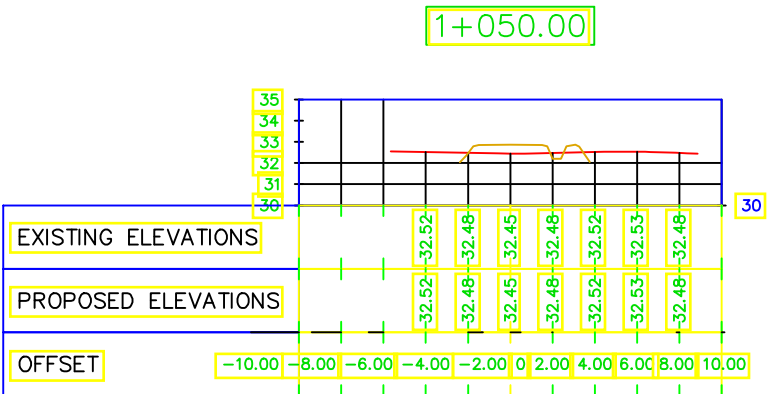 1+050.00
35
34
33
32
31
30 30
EXISTING ELEVATIONS 32.52 32.48 32.45 32.48 32.52 32.53 32.48
PROPOSED ELEVATIONS 32.52 32.48 32.45 32.48 32.52 32.53 32.48
OFFSET -10.00 -8.00 -6.00 -4.00 -2.00 0 2.00 4.00 6.00 8.00 10.00